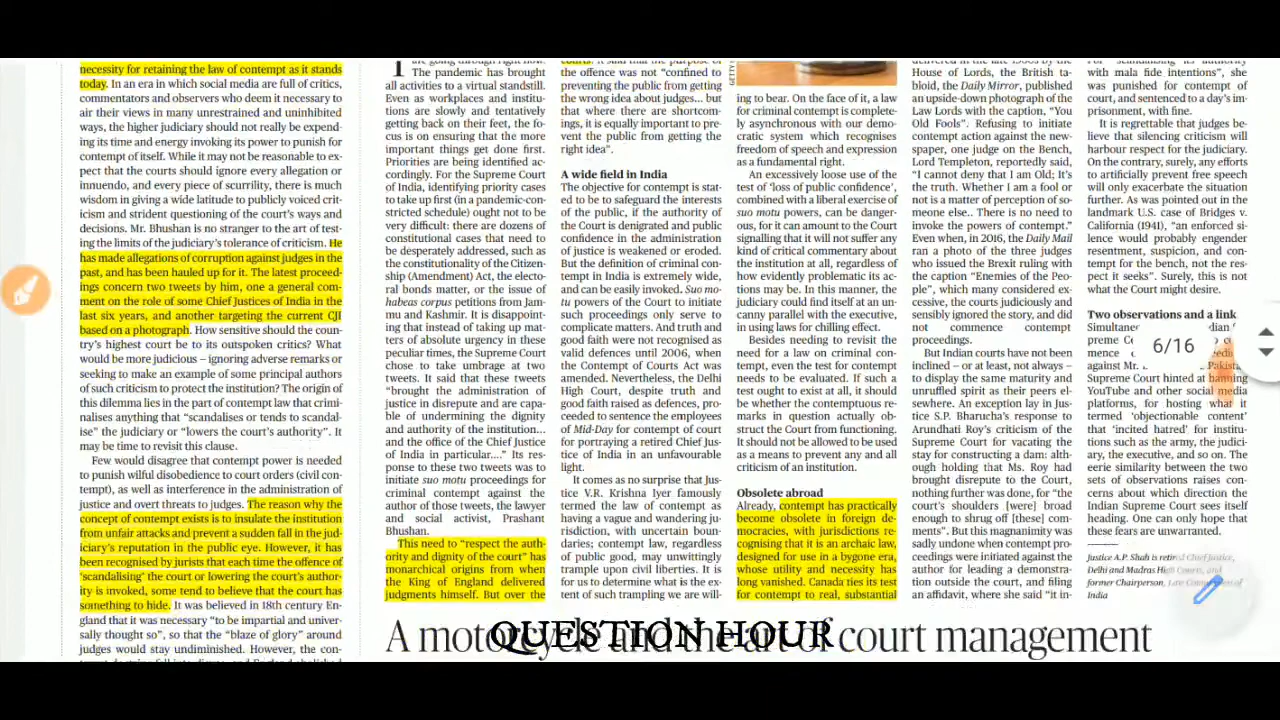 necessity for retaining the law of contempt as it stands
today. In an era in which social media are full of critics,
commentators and observers who deem it necessary to
air their views in many unrestrained and uninhibited
ways, the higher judiciary should not really be expend-
ing its time and energy invoking its power to punish for
contempt of itself. While it may not be reasonable to ex-
pect that the courts should ignore every allegation or
innuendo, and every piece of scurrility, there is much
wisdom in giving a wide latitude to publicly voiced crit-
icism and strident questioning of the court's ways and
decisions. Mr. Bhushan is no stranger to the art of test-
ing the limits of the judiciary's tolerance of criticism. He
has made allegations of corruption against judges in the
past, and has been hauled up for it. The latest proceed-
ings concern two tweets by him, one a general com-
ment on the role of some Chief Justices of India in the
last six years, and another targeting the current CJI
based on a photograph. How sensitive should the coun-
try's highest court be to its outspoken critics? What
would be more judicious – ignoring adverse remarks or
seeking to make an example of some principal authors
of such criticism to protect the institution? The origin of
this dilemma lies in the part of contempt law that crimi-
nalises anything that "scandalises or tends to scandal-
ise" the judiciary or "lowers the court's authority". It
may be time to revisit this clause.
Few would disagree that contempt power is needed
to punish wilful disobedience to court orders (civil con-
tempt), as well as interference in the administration of
justice and overt threats to judges. The reason why the
concept of contempt exists is to insulate the institution
from unfair attacks and prevent a sudden fall in the jud-
iciary's reputation in the public eye. However, it has
been recognised by jurists that each time the offence of
'scandalising' the court or lowering the court's author-
ity is invoked, some tend to believe that the court has
something to hide. It was believed in 18th century En-
gland that it was necessary "to be impartial and univer-
sally thought so", so that the "blaze of glory" around
judges would stay undiminished. However, the con-
are going through right now.
The pandemic has brought
all activities to a virtual standstill.
Even as workplaces and institu-
tions are slowly and tentatively
getting back on their feet, the fo-
cus is on ensuring that the more
important things get done first.
Priorities are being identified ac-
cordingly. For the Supreme Court
of India, identifying priority cases
to take up first (in a pandemic-con-
stricted schedule) ought not to be
very difficult: there are dozens of
constitutional cases that need to
be desperately addressed, such as
the constitutionality of the Citizen-
ship (Amendment) Act, the electo-
ral bonds matter, or the issue of
habeas corpus petitions from Jam-
mu and Kashmir. It is disappoint-
ing that instead of taking up mat-
ters of absolute urgency in these
peculiar times, the Supreme Court
chose to take umbrage at two
tweets. It said that these tweets
"brought the administration of
justice in disrepute and are capa-
ble of undermining the dignity
and authority of the institution...
and the office of the Chief Justice
of India in particular...." Its res-
ponse to these two tweets was to
initiate suo motu proceedings for
criminal contempt against the
author of those tweets, the lawyer
and social activist, Prashant
Bhushan.
This need to "respect the auth-
ority and dignity of the court" has
monarchical origins from when
the King of England delivered
judgments himself. But over the
courts. It said that the purpose of
the offence was not "confined to
preventing the public from getting
the wrong idea about judges... but
that where there are shortcom-
ings, it is equally important to pre-
vent the public from getting the
right idea".
A wide field in India
The objective for contempt is stat-
ed to be to safeguard the interests
of the public, if the authority of
the Court is denigrated and public
confidence in the administration
of justice is weakened or eroded.
But the definition of criminal con-
tempt in India is extremely wide,
and can be easily invoked. Suo mo-
tu powers of the Court to initiate
such proceedings only serve to
complicate matters. And truth and
good faith were not recognised as
valid defences until 2006, when
the Contempt of Courts Act was
amended. Nevertheless, the Delhi
High Court, despite truth and
good faith raised as defences, pro-
ceeded to sentence the employees
of Mid-Day for contempt of court
for portraying a retired Chief Jus-
tice of India in an unfavourable
light.
It comes as no surprise that Jus-
tice V.R. Krishna Iyer famously
termed the law of contempt as
having a vague and wandering ju-
risdiction, with uncertain boun-
daries; contempt law, regardless
of public good, may unwittingly
trample upon civil liberties. It is
for us to determine what is the ex-
tent of such trampling we are will-
GETTY
ing to bear. On the face of it, a law
for criminal contempt is complete-
ly asynchronous with our demo-
cratic system which recognises
freedom of speech and expression
as a fundamental right.
An excessively loose use of the
test of 'loss of public confidence',
combined with a liberal exercise of
suo motu powers, can be danger-
ous, for it can amount to the Court
signalling that it will not suffer any
kind of critical commentary about
the institution at all, regardless of
how evidently problematic its ac-
tions may be. In this manner, the
judiciary could find itself at an un-
canny parallel with the executive,
in using laws for chilling effect.
Besides needing to revisit the
need for a law on criminal con-
tempt, even the test for contempt
needs to be evaluated. If such a
test ought to exist at all, it should
be whether the contemptuous re-
marks in question actually ob-
struct the Court from functioning.
It should not be allowed to be used
as a means to prevent any and all
criticism of an institution.
Obsolete abroad
Already, contempt has practically
become obsolete in foreign de-
mocracies, with jurisdictions re-
cognising that it is an archaic law,
designed for use in a bygone era,
whose utility and necessity has
long vanished. Canada ties its test
for contempt to real, substantial
House of Lords, the British ta-
bloid, the Daily Mirror, published
an upside-down photograph of the
Law Lords with the caption, "You
Old Fools". Refusing to initiate
contempt action against the new-
spaper, one judge on the Bench,
Lord Templeton, reportedly said,
"I cannot deny that I am Old; It's
the truth. Whether I am a fool or
not is a matter of perception of so-
meone else.. There is no need to
invoke the powers of contempt."
Even when, in 2016, the Daily Mail
ran a photo of the three judges
who issued the Brexit ruling with
the caption "Enemies of the Peo-
ple", which many considered ex-
cessive, the courts judiciously and
sensibly ignored the story, and did
not commence contempt
proceedings.
But Indian courts have not been
inclined – or at least, not always –
to display the same maturity and
unruffled spirit as their peers el-
sewhere. An exception lay in Jus-
tice S.P. Bharucha's response to
Arundhati Roy's criticism of the
Supreme Court for vacating the
stay for constructing a dam: alth-
ough holding that Ms. Roy had
brought disrepute to the Court,
nothing further was done, for "the
court's shoulders [were] broad
enough to shrug off [these] com-
ments". But this magnanimity was
sadly undone when contempt pro-
ceedings were initiated against the
author for leading a demonstra-
tion outside the court, and filing
an affidavit, where she said "it in-
with mala fide intentions", she
was punished for contempt of
court, and sentenced to a day's im-
prisonment, with fine.
It is regrettable that judges be-
lieve that silencing criticism will
harbour respect for the judiciary.
On the contrary, surely, any efforts
to artificially prevent free speech
will only exacerbate the situation
further. As was pointed out in the
landmark U.S. case of Bridges v.
California (1941), "an enforced si-
lence would probably engender
resentment, suspicion, and con-
tempt for the bench, not the res-
pect it seeks". Surely, this is not
what the Court might desire.
Two observations and a link
Simultane
preme
mence
against Mr.
Supreme Court hinted at banning
YouTube and other social media
platforms, for hosting what it
termed 'objectionable content'
that 'incited hatred' for institu-
tions such as the army, the judici-
ary, the executive, and so on. The
eerie similarity between the two
sets of observations raises con-
cerns about which direction the
Indian Supreme Court sees itself
heading. One can only hope that
these fears are unwarranted.
Justice A.P. Shah is retired Chief Justice,
Delhi and Madras High Courts, and
former Chairperson, Law Commission of
India
6/16
A motorcycle and the art of court management
QUESTION HOUR